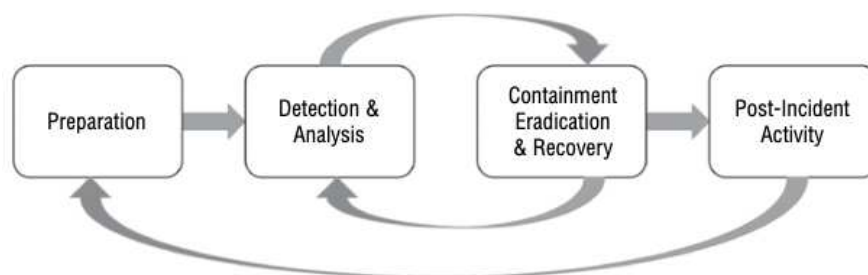 Preparation
Detection &
Analysis
Containment
Eradication
& Recovery
Post-Incident
Activity